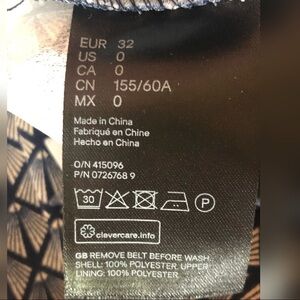 EUR 32
US 0
CA 0
CN 155/60A
MX 0
Made in China
Fabriqué en Chine
Hecho en China
O/N 415096
P/N 0726768 9
30
P
clevercare.info
GB REMOVE BELT BEFORE WASH
SHELL: 100% POLYESTER, UPPER
LINING: 100% POLYESTER